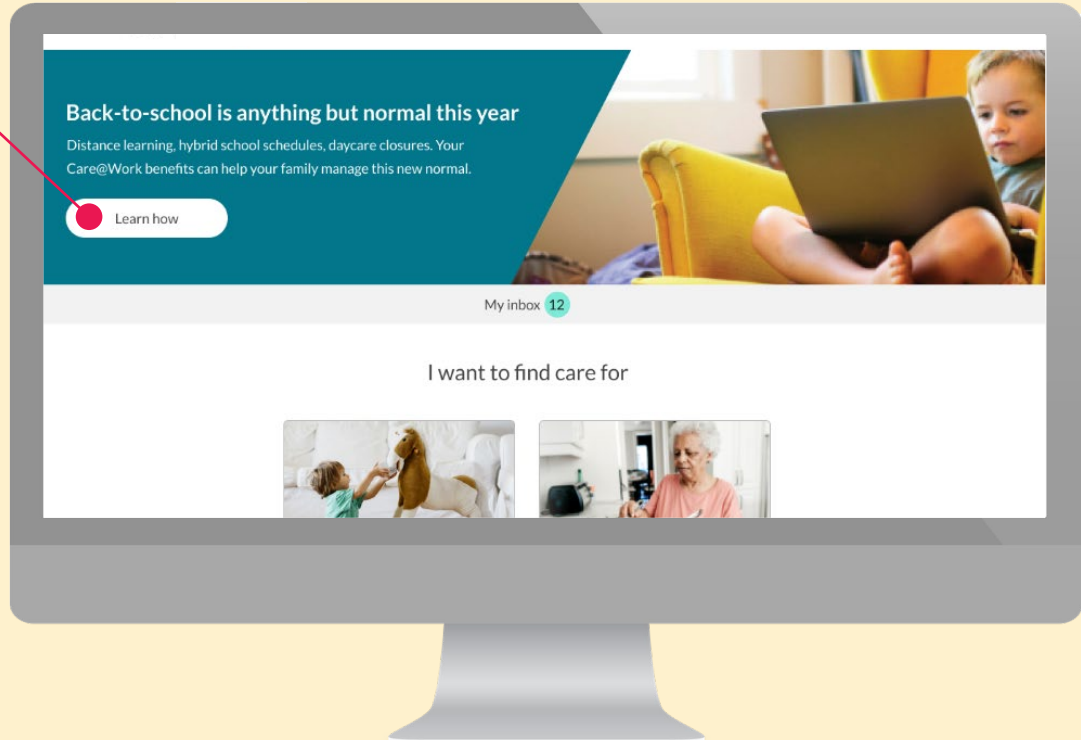 Back-to-school is anything but normal this year
Distance learning, hybrid school schedules, daycare closures. Your
Care@Work benefits can help your family manage this new normal.
Learn how
My inbox 12
I want to find care for